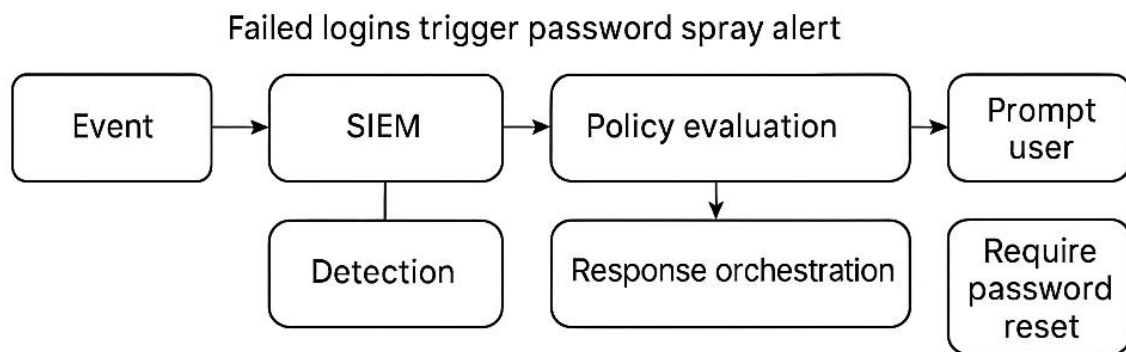 Failed logins trigger password spray alert
Event
SIEM
Policy evaluation
Prompt
user
Detection
Response orchestration
Require
password
reset